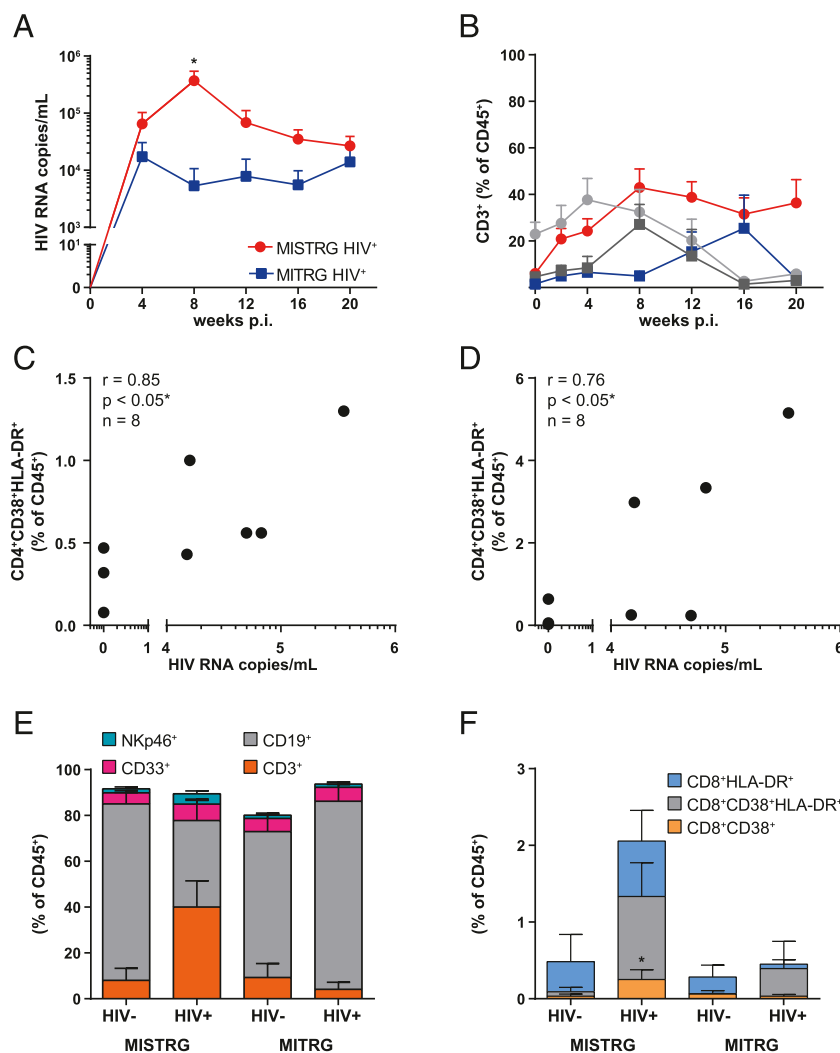 A
HIV RNA copies/mL
10⁶
10⁵
10⁴
10³
10¹
0
*
MISTRG HIV⁺
MITRG HIV⁺
0 4 8 12 16 20
weeks p.i.
B
CD3⁺ (% of CD45⁺)
100
80
60
40
20
0 4 8 12 16 20
weeks p.i.
C
CD4⁺CD38⁺HLA-DR⁺
(% of CD45⁺)
1.5
1.0
0.5
0.0
r = 0.85
p < 0.05*
n = 8
0 1 4 5 6
HIV RNA copies/mL
D
CD4⁺CD38⁺HLA-DR⁺
(% of CD45⁺)
6
4
2
0
r = 0.76
p < 0.05*
n = 8
0 1 4 5 6
HIV RNA copies/mL
E
NKp46⁺ CD19⁺
CD33⁺ CD3⁺
(% of CD45⁺)
100
80
60
40
20
0
HIV- HIV+ HIV- HIV+
MISTRG MITRG
F
(% of CD45⁺)
3
2
1
0
CD8⁺HLA-DR⁺
CD8⁺CD38⁺HLA-DR⁺
CD8⁺CD38⁺
*
HIV- HIV+ HIV- HIV+
MISTRG MITRG